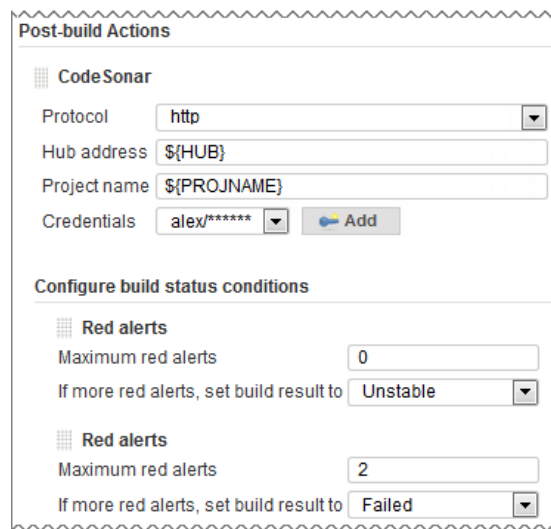 Post-build Actions
CodeSonar
Protocol http
Hub address ${HUB}
Project name ${PROJNAME}
Credentials alex/****** Add
Configure build status conditions
Red alerts
Maximum red alerts 0
If more red alerts, set build result to Unstable
Red alerts
Maximum red alerts 2
If more red alerts, set build result to Failed